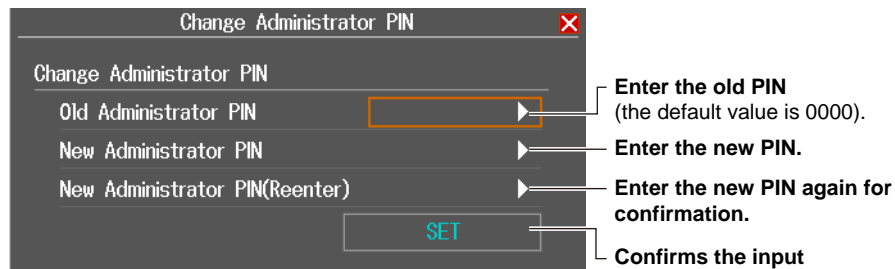 Change Administrator PIN
Change Administrator PIN
Old Administrator PIN
New Administrator PIN
New Administrator PIN(Reenter)
SET
Enter the old PIN
(the default value is 0000).
Enter the new PIN.
Enter the new PIN again for
confirmation.
Confirms the input